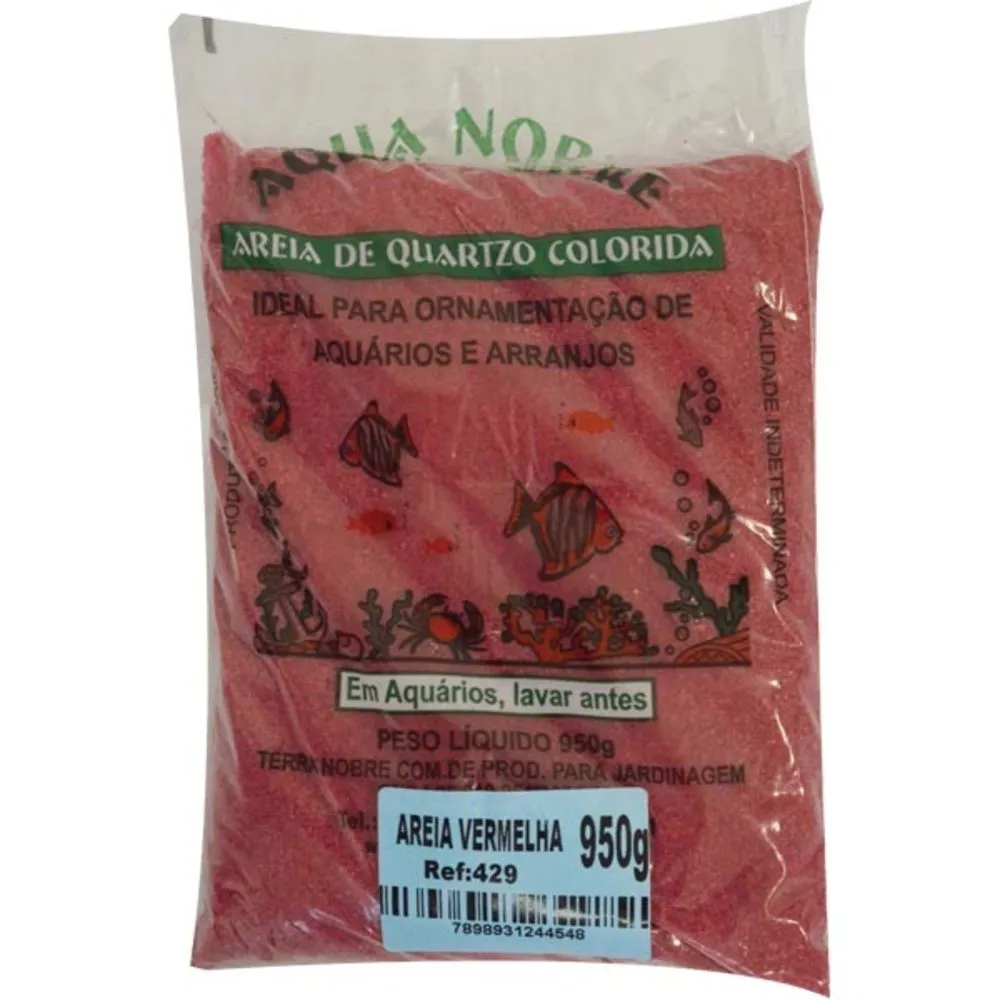 AQUA NOBRE
AREIA DE QUARTZO COLORIDA
IDEAL PARA ORNAMENTAÇÃO DE
AQUÁRIOS E ARRANJOS
VALIDADE INDETERMINADA
Em Aquários, lavar antes
PESO LÍQUIDO 950g
TERRA NOBRE COM.DE PROD. PARA JARDINAGEM
Tel.:
AREIA VERMELHA 950g
Ref:429
7898931244548